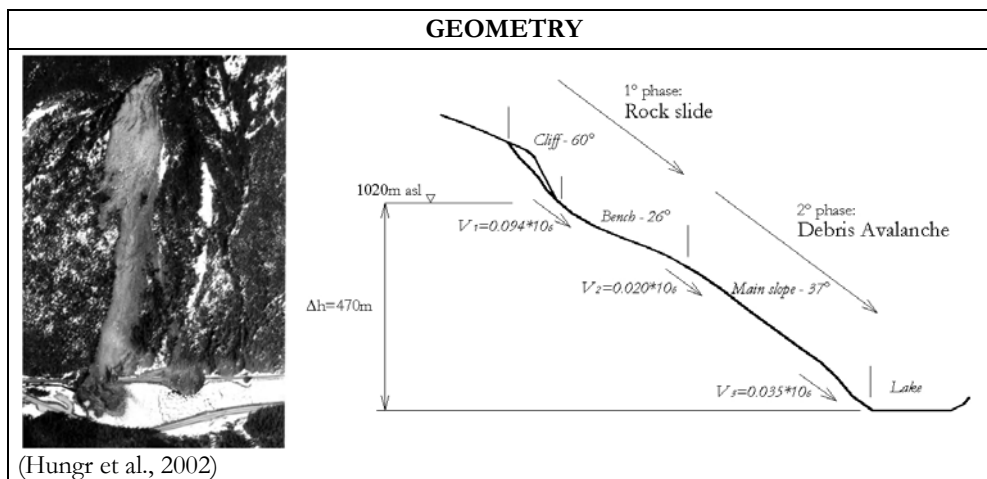 GEOMETRY
1° phase:
Rock slide
Cliff - 60°
1020m asl
Bench - 26°
2° phase:
Debris Avalanche
V₁=0.094*10₆
V₂=0.020*10₆
Main slope - 37°
Δh=470m
V₃=0.035*10₆
Lake
(Hungr et al., 2002)